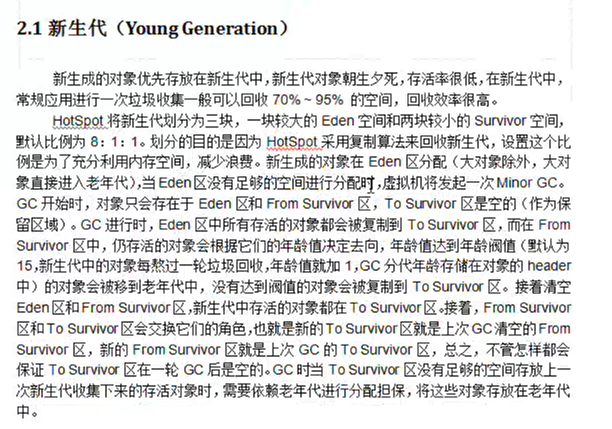 2.1 新生代（Young Generation）
新生成的对象优先存放在新生代中，新生代对象朝生夕死，存活率很低，在新生代中，
常规应用进行一次垃圾收集一般可以回收 70% ~ 95% 的空间，回收效率很高。
HotSpot 将新生代划分为三块，一块较大的 Eden 空间和两块较小的 Survivor 空间，
默认比例为 8：1：1。划分的目的是因为 HotSpot 采用复制算法来回收新生代，设置这个比
例是为了充分利用内存空间，减少浪费。新生成的对象在 Eden 区分配（大对象除外，大对
象直接进入老年代），当 Eden 区没有足够的空间进行分配时，虚拟机将发起一次 Minor GC。
GC 开始时，对象只会存在于 Eden 区和 From Survivor 区，To Survivor 区是空的（作为保
留区域）。GC 进行时，Eden 区中所有存活的对象都会被复制到 To Survivor 区，而在 From
Survivor 区中，仍存活的对象会根据它们的年龄值决定去向，年龄值达到年龄阀值（默认为
15，新生代中的对象每熬过一轮垃圾回收，年龄值就加 1，GC 分代年龄存储在对象的 header
中）的对象会被移到老年代中，没有达到阀值的对象会被复制到 To Survivor 区。接着清空
Eden 区和 From Survivor 区，新生代中存活的对象都在 To Survivor 区。接着，From Survivor
区和 To Survivor 区会交换它们的角色，也就是新的 To Survivor 区就是上次 GC 清空的 From
Survivor 区，新的 From Survivor 区就是上次 GC 的 To Survivor 区，总之，不管怎样都会
保证 To Survivor 区在一轮 GC 后是空的。GC 时当 To Survivor 区没有足够的空间存放上一
次新生代收集下来的存活对象时，需要依赖老年代进行分配担保，将这些对象存放在老年代
中。